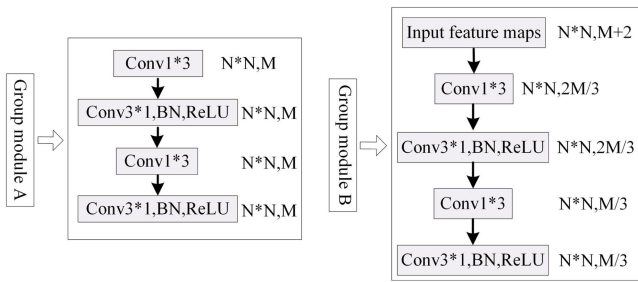 Group module A
Conv1*3 N*N,M
Conv3*1,BN,ReLU N*N,M
Conv1*3 N*N,M
Conv3*1,BN,ReLU N*N,M
Group module B
Input feature maps N*N,M+2
Conv1*3 N*N,2M/3
Conv3*1,BN,ReLU N*N,2M/3
Conv1*3 N*N,M/3
Conv3*1,BN,ReLU N*N,M/3